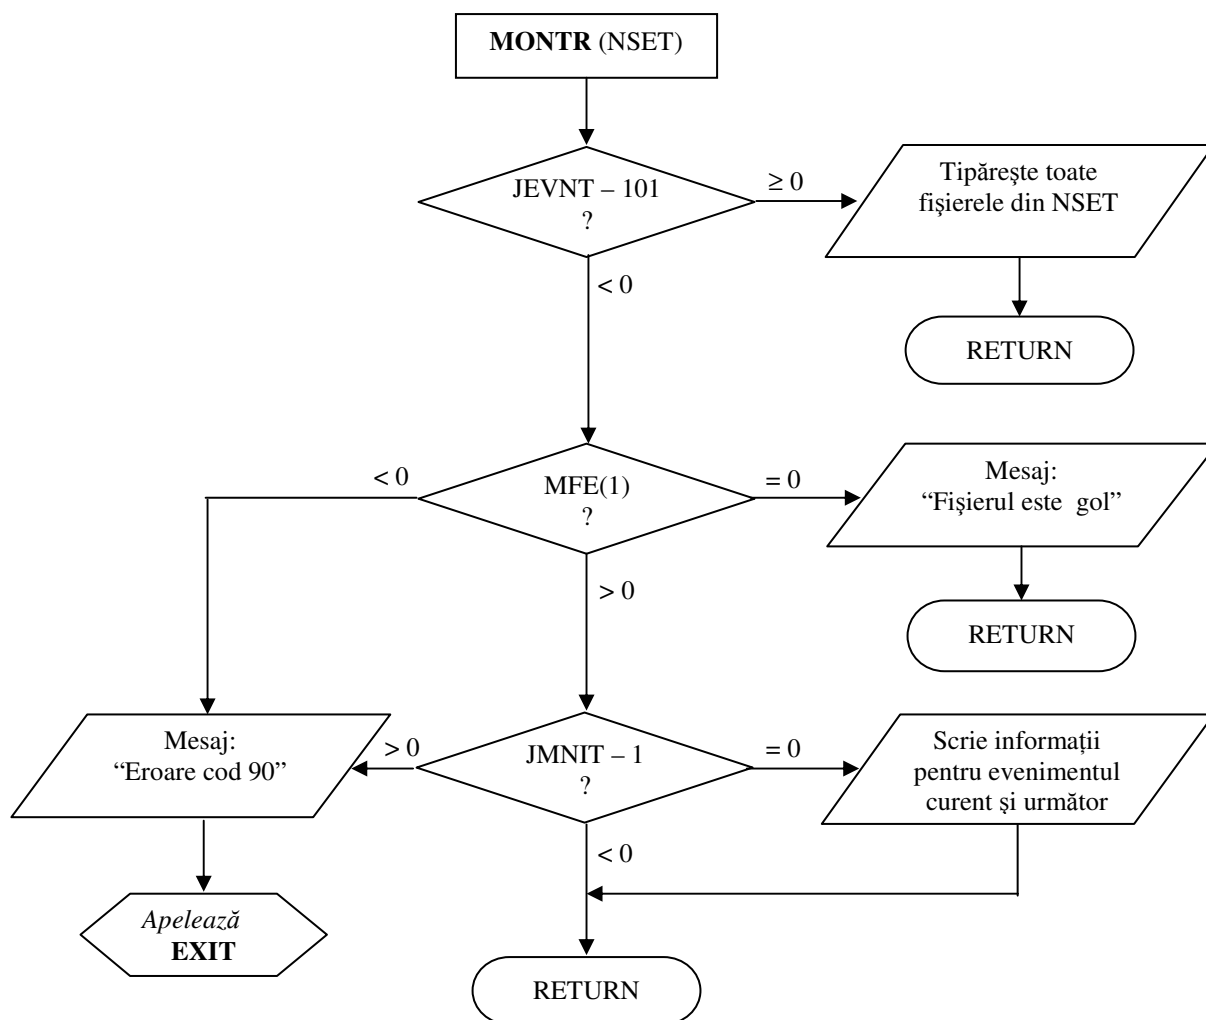 MONTR (NSET)
JEVNT – 101
?
≥ 0
Tipăreşte toate
fişierele din NSET
< 0
RETURN
< 0
MFE(1)
?
= 0
Mesaj:
“Fişierul este gol”
> 0
RETURN
Mesaj:
“Eroare cod 90”
> 0
JMNIT – 1
?
= 0
Scrie informaţii
pentru evenimentul
curent şi următor
< 0
Apelează
EXIT
RETURN